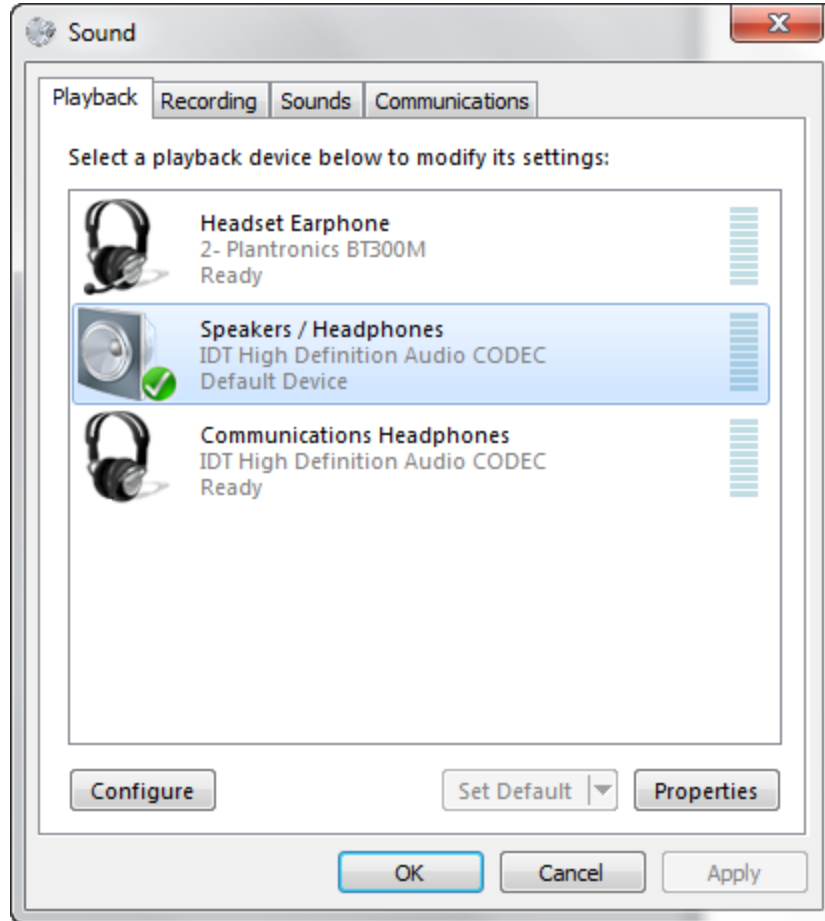 Sound
Playback Recording Sounds Communications
Select a playback device below to modify its settings:
Headset Earphone
2- Plantronics BT300M
Ready
Speakers / Headphones
IDT High Definition Audio CODEC
Default Device
Communications Headphones
IDT High Definition Audio CODEC
Ready
Configure Set Default Properties
OK Cancel Apply